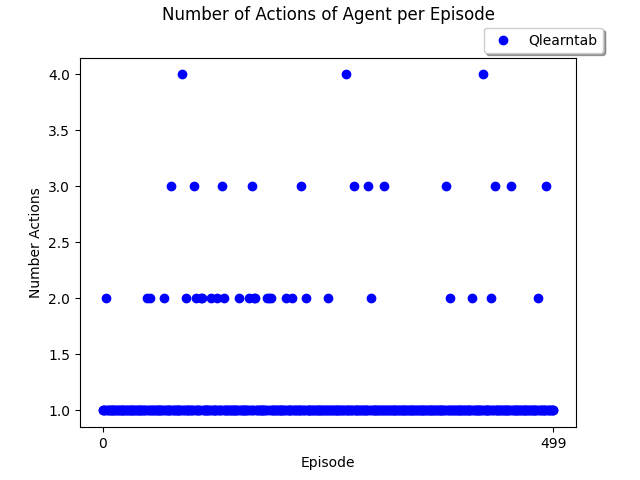 Number of Actions of Agent per Episode
Qlearntab
4.0
3.5
3.0
2.5
2.0
1.5
1.0
Number Actions
0
499
Episode